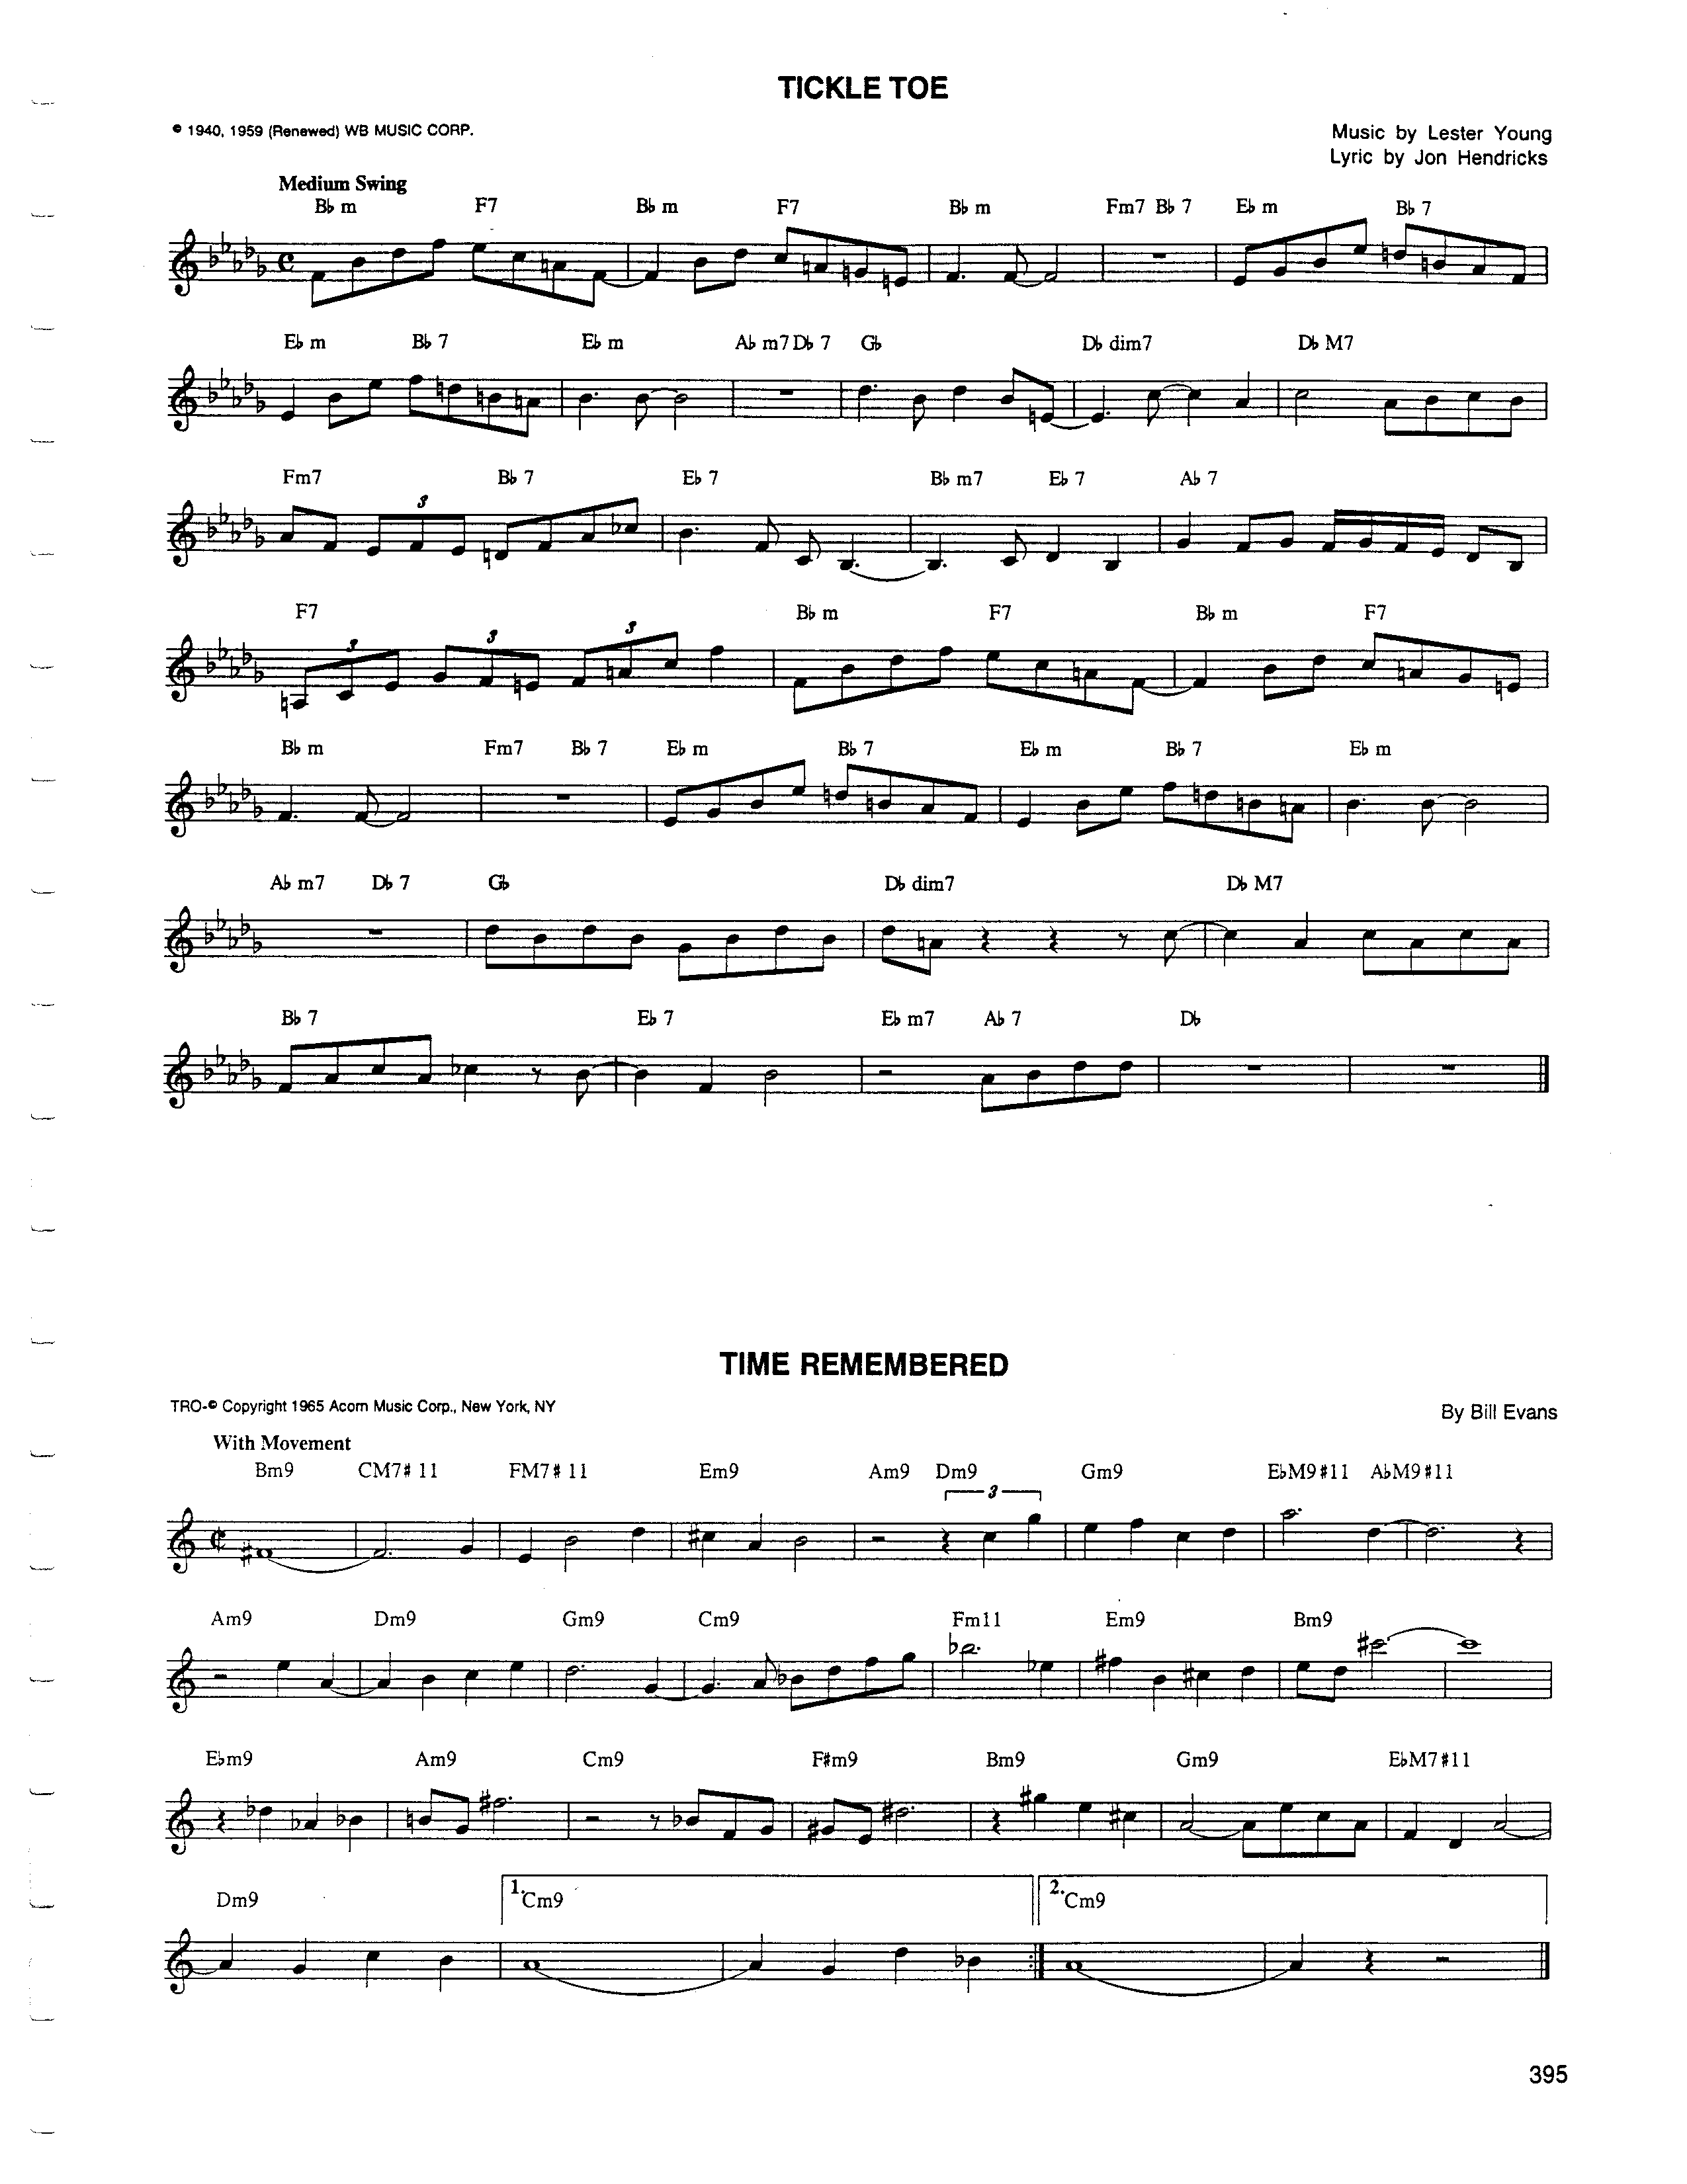 TICKLE TOE
© 1940, 1959 (Renewed) WB MUSIC CORP.
Music by Lester Young
Lyric by Jon Hendricks
Medium Swing
B♭ m F7 B♭ m F7 B♭ m Fm7 B♭ 7 E♭ m B♭ 7
E♭ m B♭ 7 E♭ m A♭ m7 D♭ 7 G♭ D♭ dim7 D♭ M7
Fm7 B♭ 7 E♭ 7 B♭ m7 E♭ 7 A♭ 7
3
F7 B♭ m F7 B♭ m F7
3 3 3
B♭ m Fm7 B♭ 7 E♭ m B♭ 7 E♭ m B♭ 7 E♭ m
A♭ m7 D♭ 7 G♭ D♭ dim7 D♭ M7
B♭ 7 E♭ 7 E♭ m7 A♭ 7 D♭
TIME REMEMBERED
TRO-© Copyright 1965 Acorn Music Corp., New York, NY
By Bill Evans
With Movement
Bm9 CM7# 11 FM7# 11 Em9 Am9 Dm9 Gm9 E♭M9#11 A♭M9#11
3
Am9 Dm9 Gm9 Cm9 Fm11 Em9 Bm9
E♭m9 Am9 Cm9 F#m9 Bm9 Gm9 E♭M7#11
Dm9 1. Cm9 2. Cm9
395